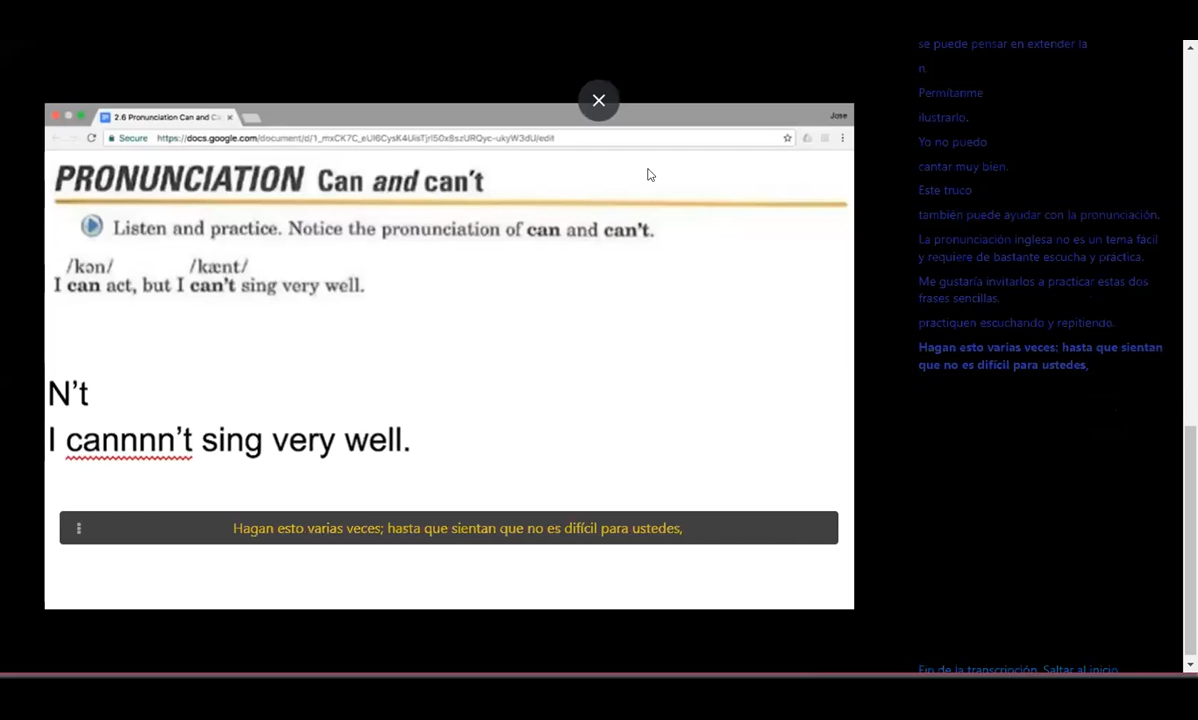 2.6 Pronunciation Can and Ca
Jose
Secure https://docs.google.com/document/d/
/edit
PRONUNCIATION Can and can't
Listen and practice. Notice the pronunciation of can and can't.
/kən/ /kænt/
I can act, but I can't sing very well.
N't
I cannnn't sing very well.
Hagan esto varias veces; hasta que sientan que no es difícil para ustedes,
se puede pensar en extender la
n.
Permítanme
ilustrarlo.
Yo no puedo
cantar muy bien.
Este truco
también puede ayudar con la pronunciación.
La pronunciación inglesa no es un tema fácil
y requiere de bastante escucha y práctica.
Me gustaría invitarlos a practicar estas dos
frases sencillas.
practiquen escuchando y repitiendo.
Hagan esto varias veces: hasta que sientan
que no es difícil para ustedes,
Fin de la transcripción. Saltar al inicio.